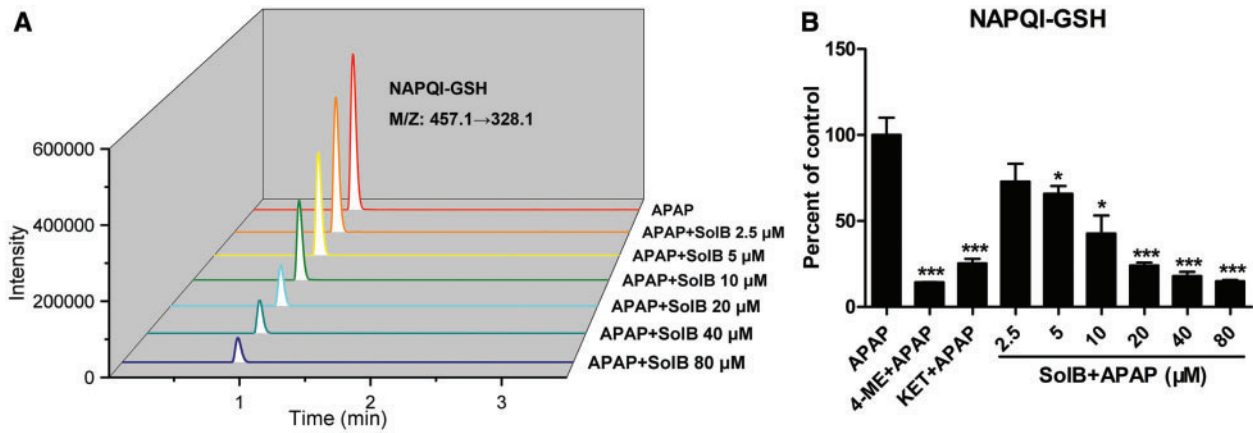 A
NAPQI-GSH
M/Z: 457.1→328.1
600000
400000
200000
0
Intensity
1
2
3
Time (min)
APAP
APAP+SolB 2.5 µM
APAP+SolB 5 µM
APAP+SolB 10 µM
APAP+SolB 20 µM
APAP+SolB 40 µM
APAP+SolB 80 µM
B
NAPQI-GSH
150
100
50
0
Percent of control
***
***
*
*
***
***
***
APAP
4-ME+APAP
KET+APAP
2.5
5
10
20
40
80
SolB+APAP (µM)